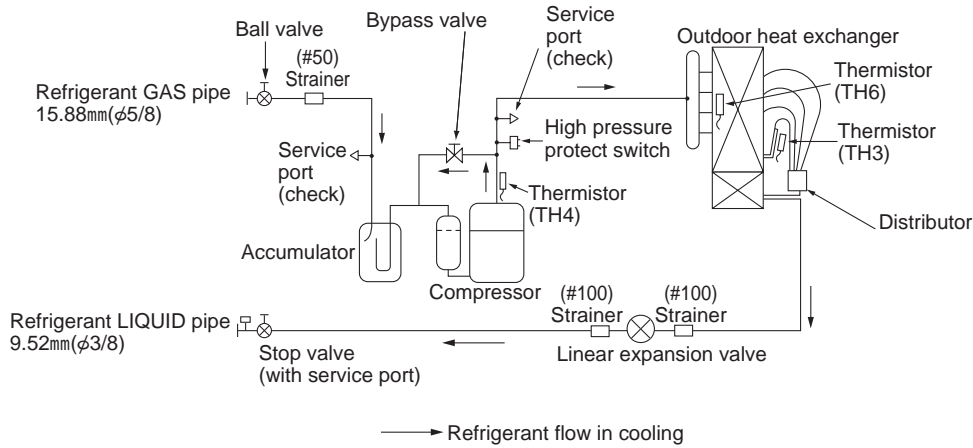 Ball valve
(#50)
Strainer
Bypass valve
Service
port
(check)
Outdoor heat exchanger
Refrigerant GAS pipe
15.88mm(φ5/8)
Thermistor
(TH6)
Service
port
(check)
High pressure
protect switch
Thermistor
(TH3)
Thermistor
(TH4)
Distributor
Accumulator
Compressor
(#100)
Strainer
(#100)
Strainer
Refrigerant LIQUID pipe
9.52mm(φ3/8)
Stop valve
(with service port)
Linear expansion valve
Refrigerant flow in cooling